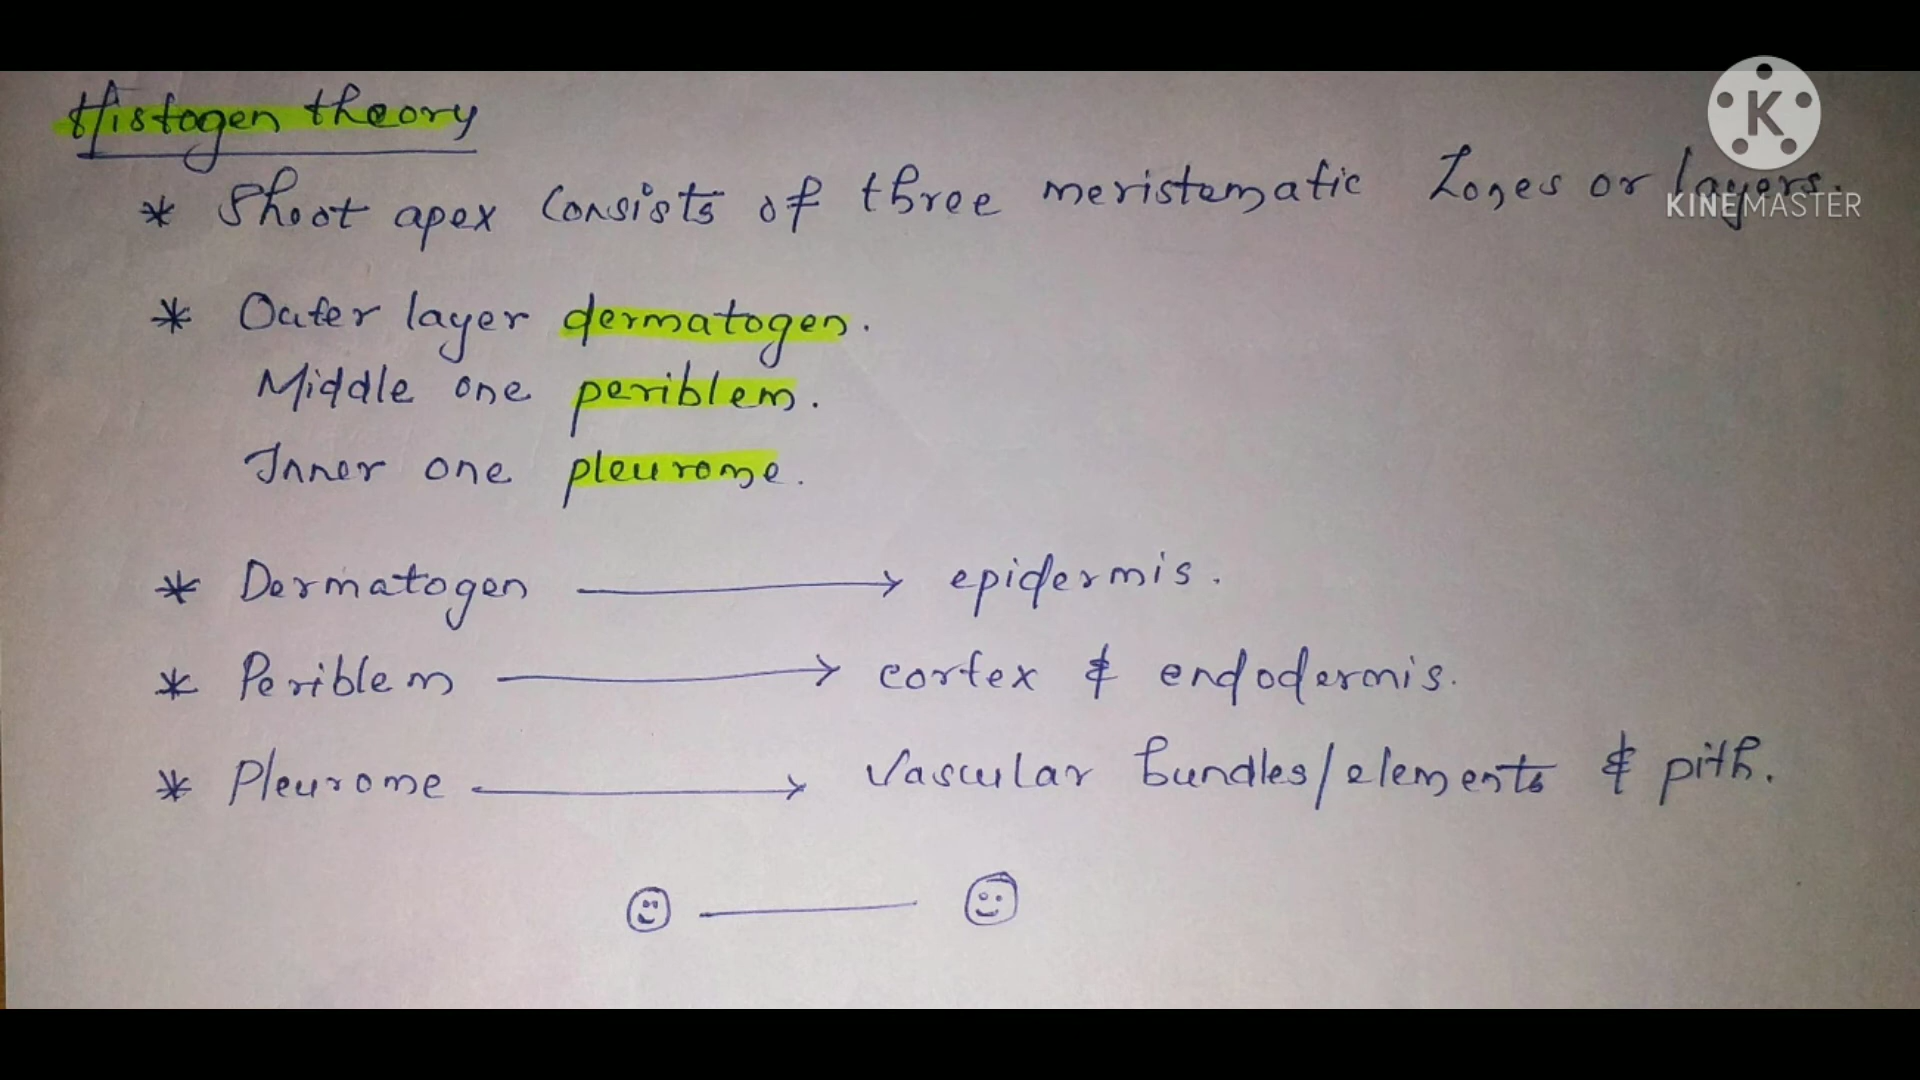 Histogen theory
* Shoot apex consists of three meristematic Zones or layers.
K
KINEMASTER
* Outer layer dermatogen.
Middle one periblem.
Inner one pleurome.
* Dermatogen → epidermis.
* Periblem → cortex & endodermis.
* Pleurome → Vascular bundles/elements & pith.